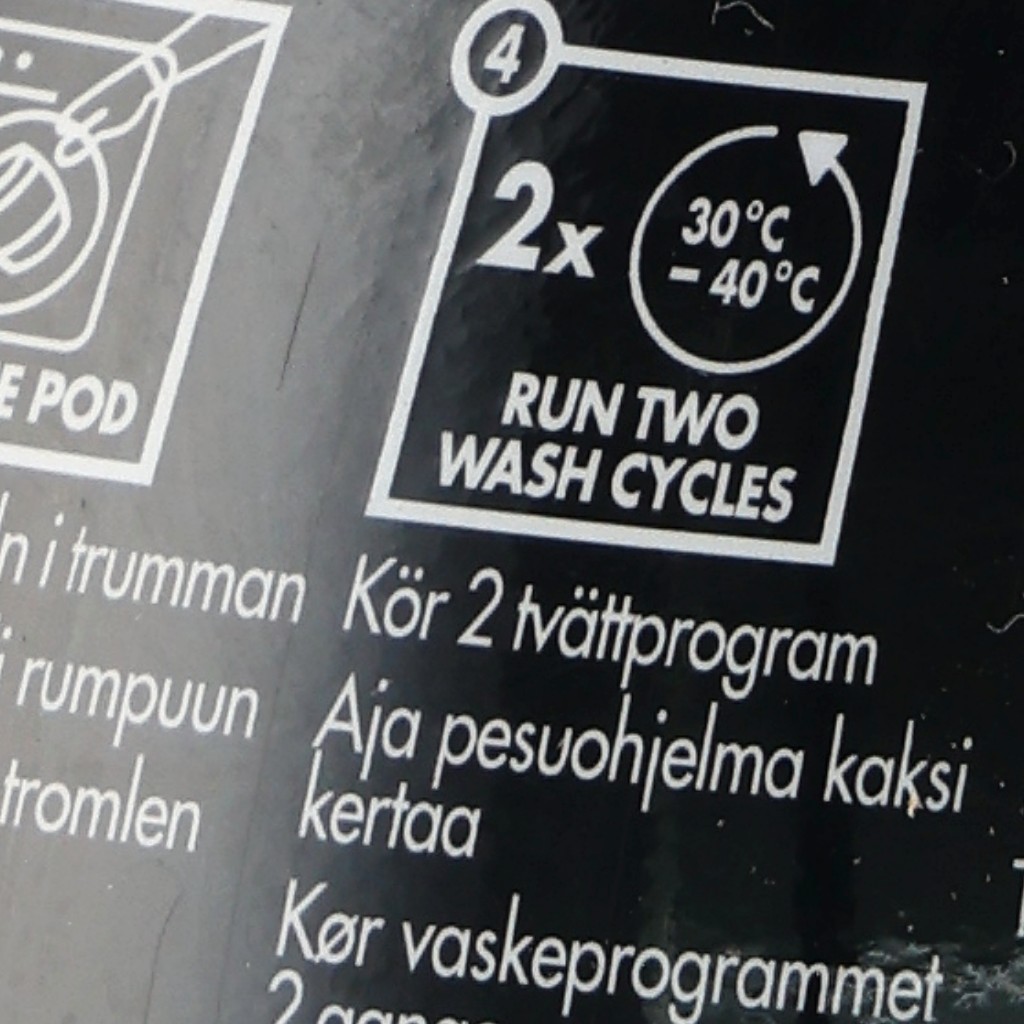 E POD
n i trumman
i rumpuun
tromlen
4
2x
30°C
– 40°C
RUN TWO
WASH CYCLES
Kör 2 tvättprogram
Aja pesuohjelma kaksi
kertaa
Kør vaskeprogrammet
2